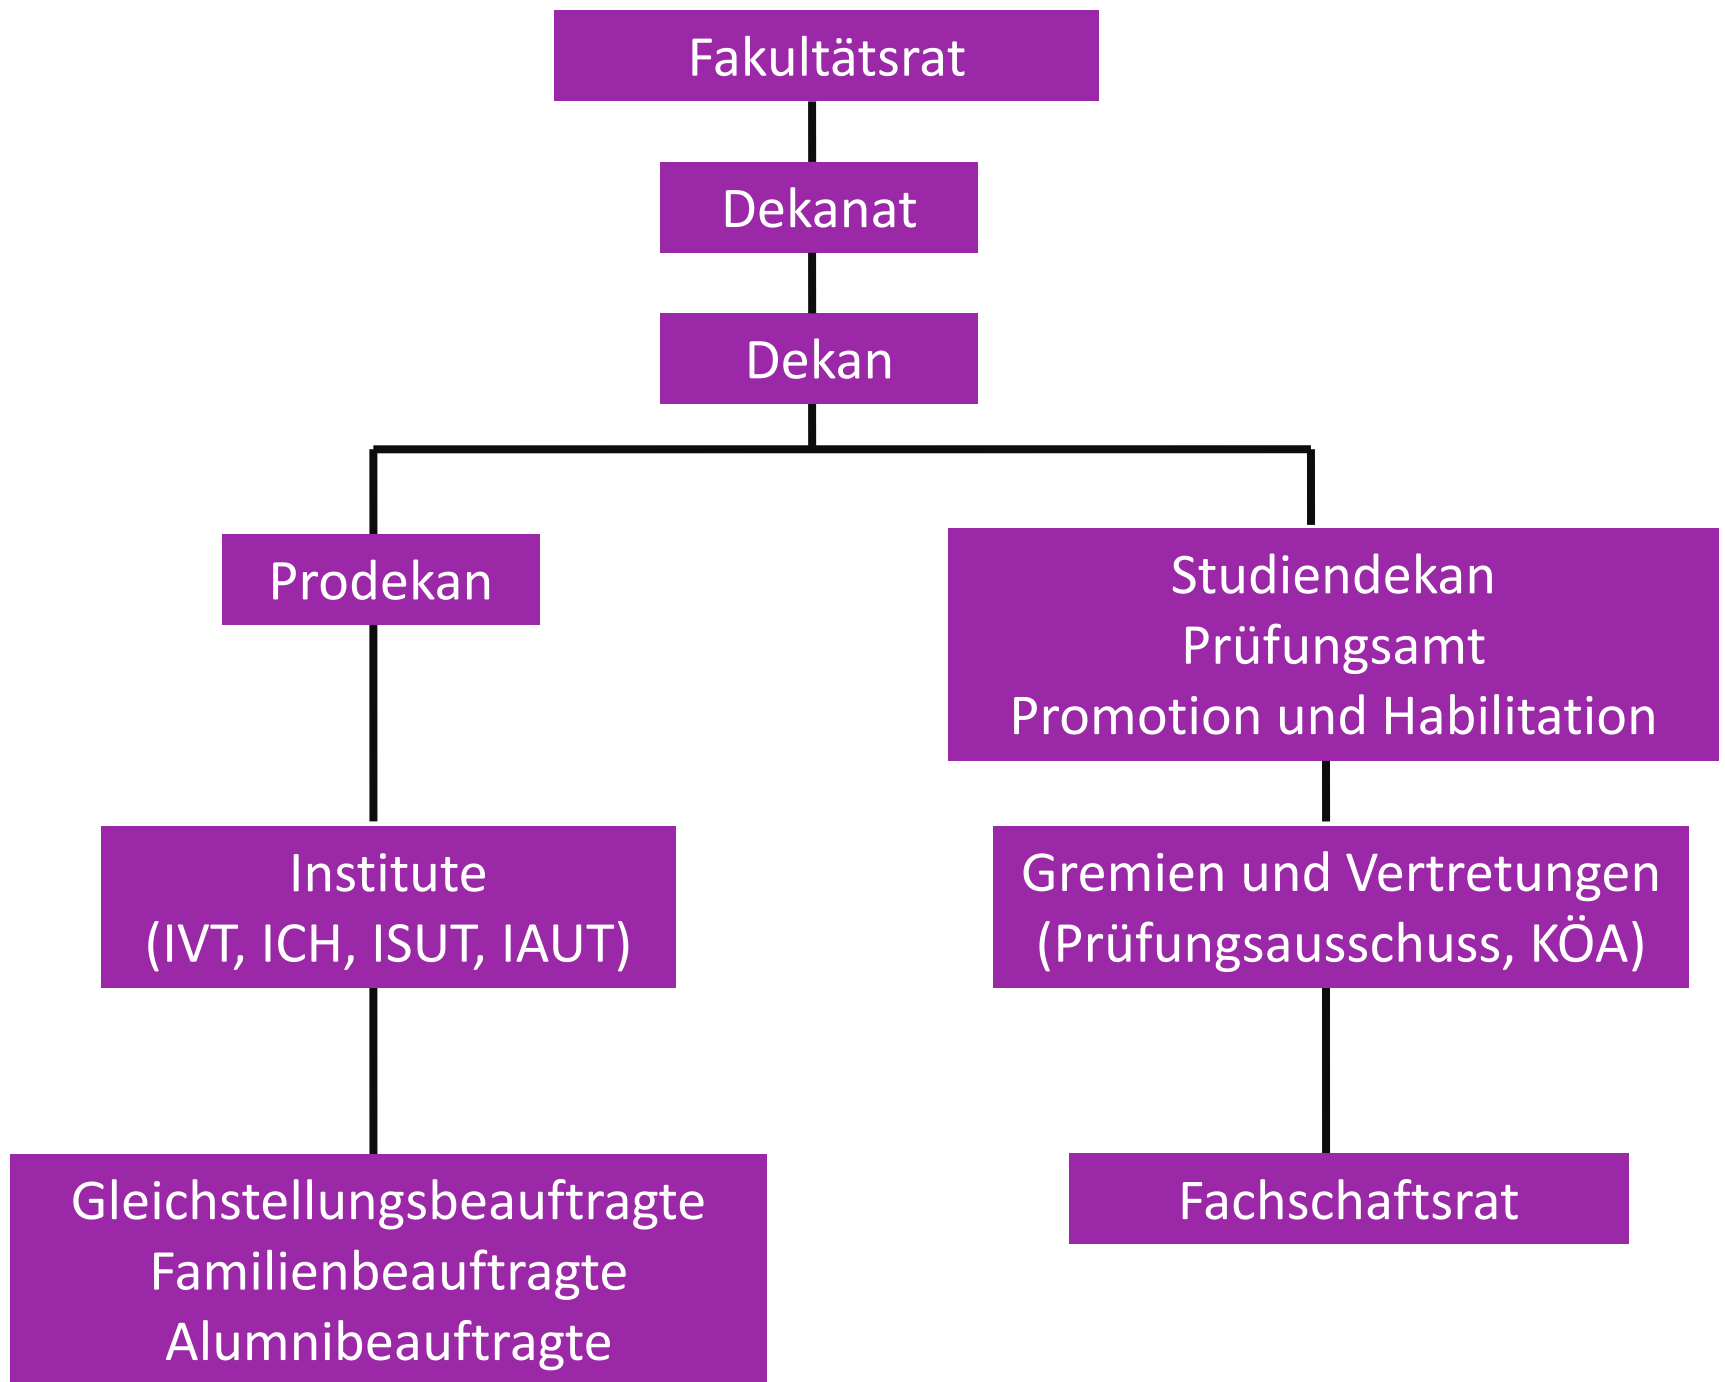 Fakultätsrat
Dekanat
Dekan
Prodekan
Studiendekan
Prüfungsamt
Promotion und Habilitation
Institute
(IVT, ICH, ISUT, IAUT)
Gremien und Vertretungen
(Prüfungsausschuss, KÖA)
Gleichstellungsbeauftragte
Familienbeauftragte
Alumnibeauftragte
Fachschaftsrat